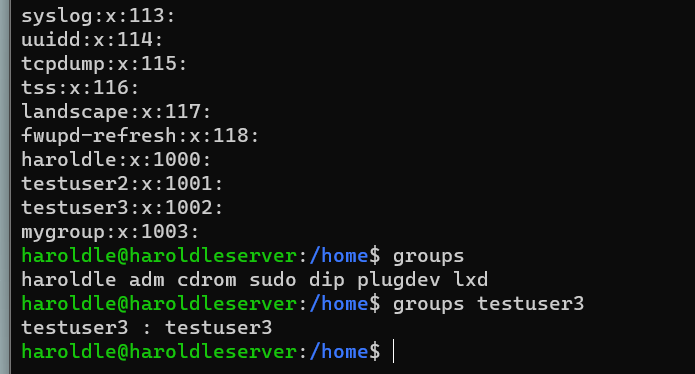 syslog:x:113:
uuidd:x:114:
tcpdump:x:115:
tss:x:116:
landscape:x:117:
fwupd-refresh:x:118:
haroldle:x:1000:
testuser2:x:1001:
testuser3:x:1002:
mygroup:x:1003:
haroldle@haroldleserver:/home$ groups
haroldle adm cdrom sudo dip plugdev lxd
haroldle@haroldleserver:/home$ groups testuser3
testuser3 : testuser3
haroldle@haroldleserver:/home$